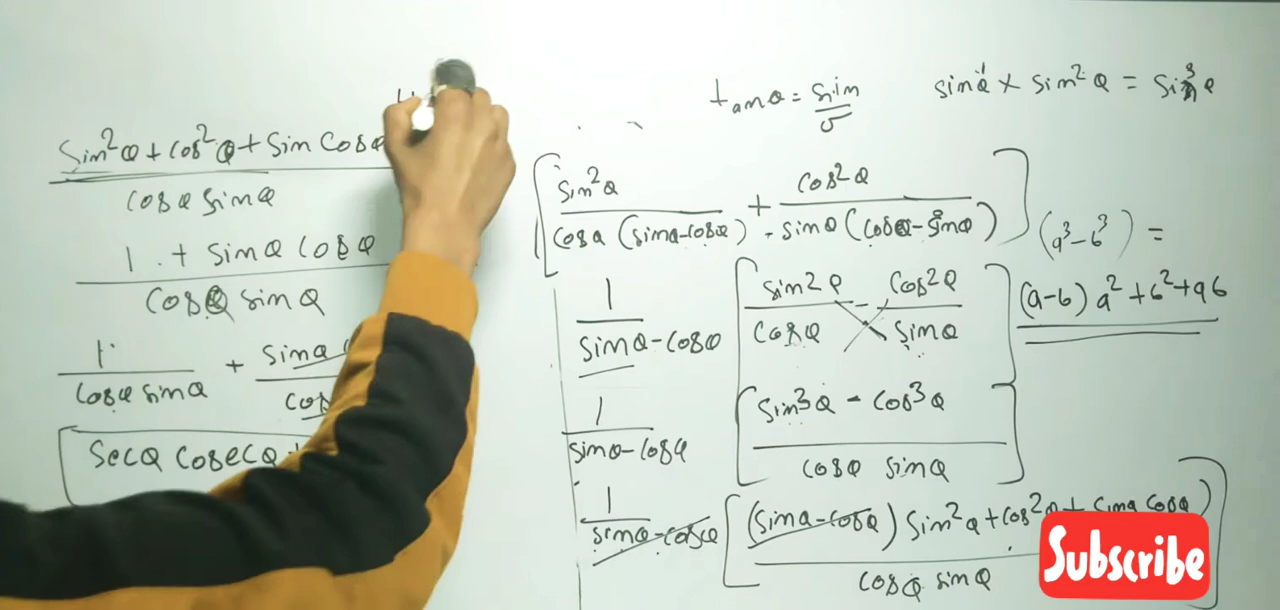 tanθ = sin/σ
sinθ¹ × sin²θ = sin³θ
sin²θ + cos²θ + sin cosθ / cosθ sinθ
1 + sinθ cosθ / cosθ sinθ
1 / cosθ sinθ + sinθ / cos
secθ cosecθ +
[ sin²θ / cosθ (sinθ-cosθ) + cos²θ / - sinθ (cosθ-sinθ) ]
1 / sinθ-cosθ [ sin2θ / cosθ - cos2θ / sinθ ]
1 / sinθ-cosθ [ sin³θ - cos³θ / cosθ sinθ ]
1 / sinθ-cosθ [ (sinθ-cosθ) sin²θ + cos²θ + sinθ cosθ / cosθ sinθ ]
(a³-b³) =
(a-b) a² + b² + ab
Subscribe